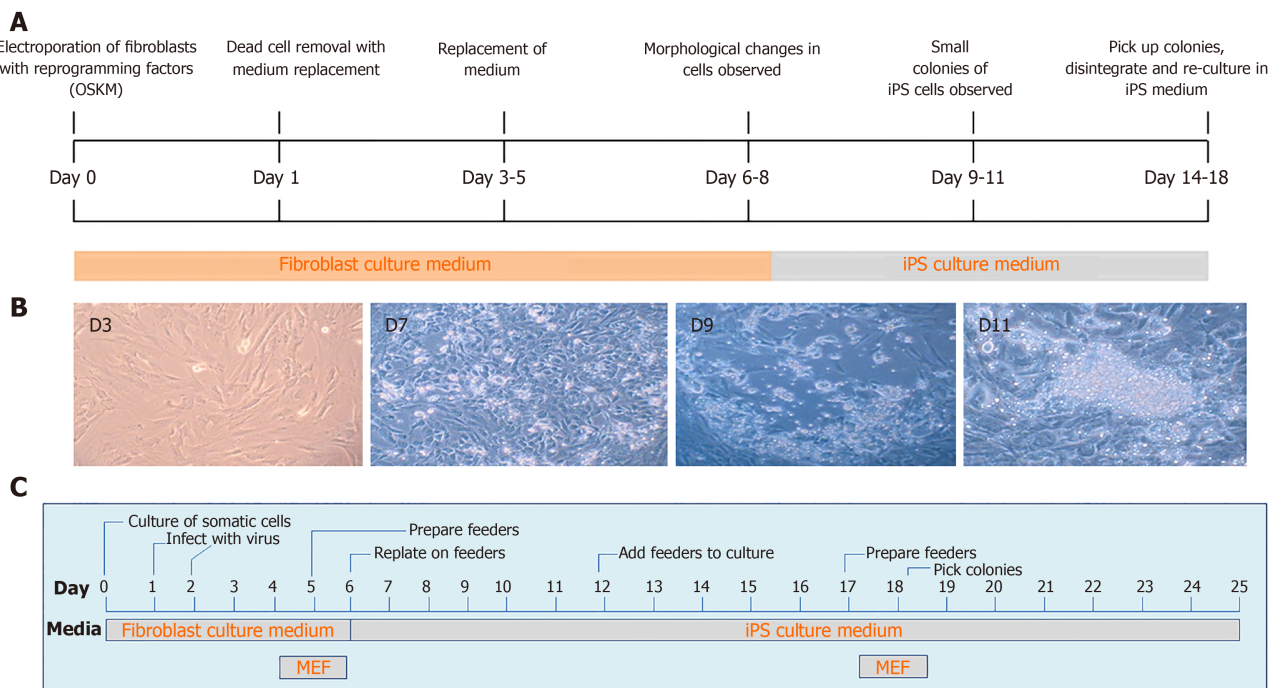 A
Electroporation of fibroblasts
with reprogramming factors
(OSKM)
Dead cell removal with
medium replacement
Replacement of
medium
Morphological changes in
cells observed
Small
colonies of
iPS cells observed
Pick up colonies,
disintegrate and re-culture in
iPS medium
Day 0
Day 1
Day 3-5
Day 6-8
Day 9-11
Day 14-18
Fibroblast culture medium
iPS culture medium
B
D3
D7
D9
D11
C
Culture of somatic cells
Infect with virus
Prepare feeders
Replate on feeders
Add feeders to culture
Prepare feeders
Pick colonies
Day 0 1 2 3 4 5 6 7 8 9 10 11 12 13 14 15 16 17 18 19 20 21 22 23 24 25
Media Fibroblast culture medium iPS culture medium
MEF MEF